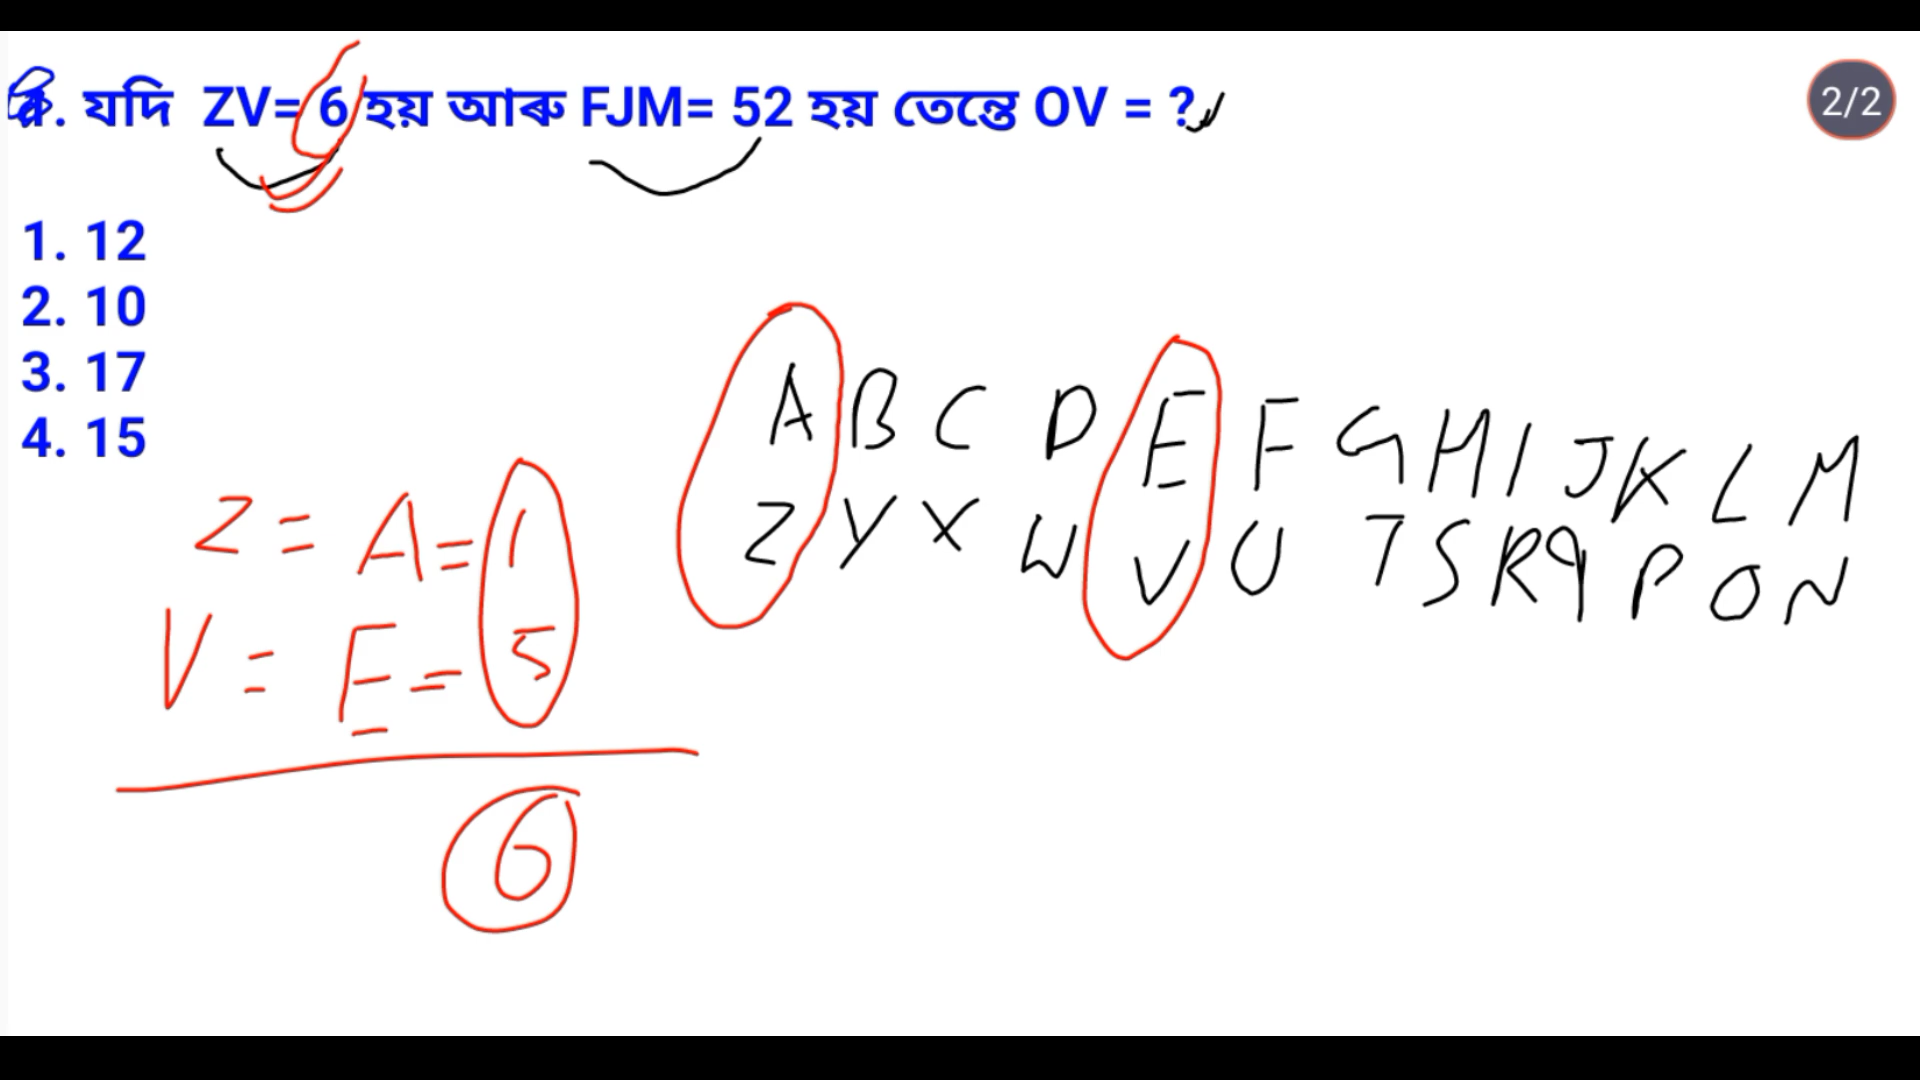 1. যদি ZV= 6 হয় আৰু FJM= 52 হয় তেন্তে OV = ?
2/2
1. 12
2. 10
3. 17
4. 15
A B C D E F G H I J K L M
Z Y X W V U T S R Q P O N
Z = A = 1
V = E = 5
6